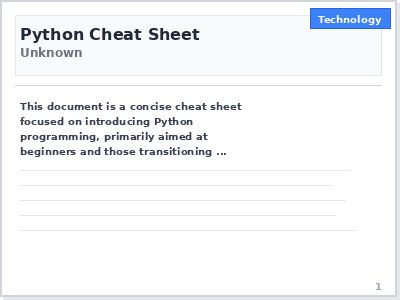 Technology
Python Cheat Sheet
Unknown
This document is a concise cheat sheet
focused on introducing Python
programming, primarily aimed at
beginners and those transitioning ...
1